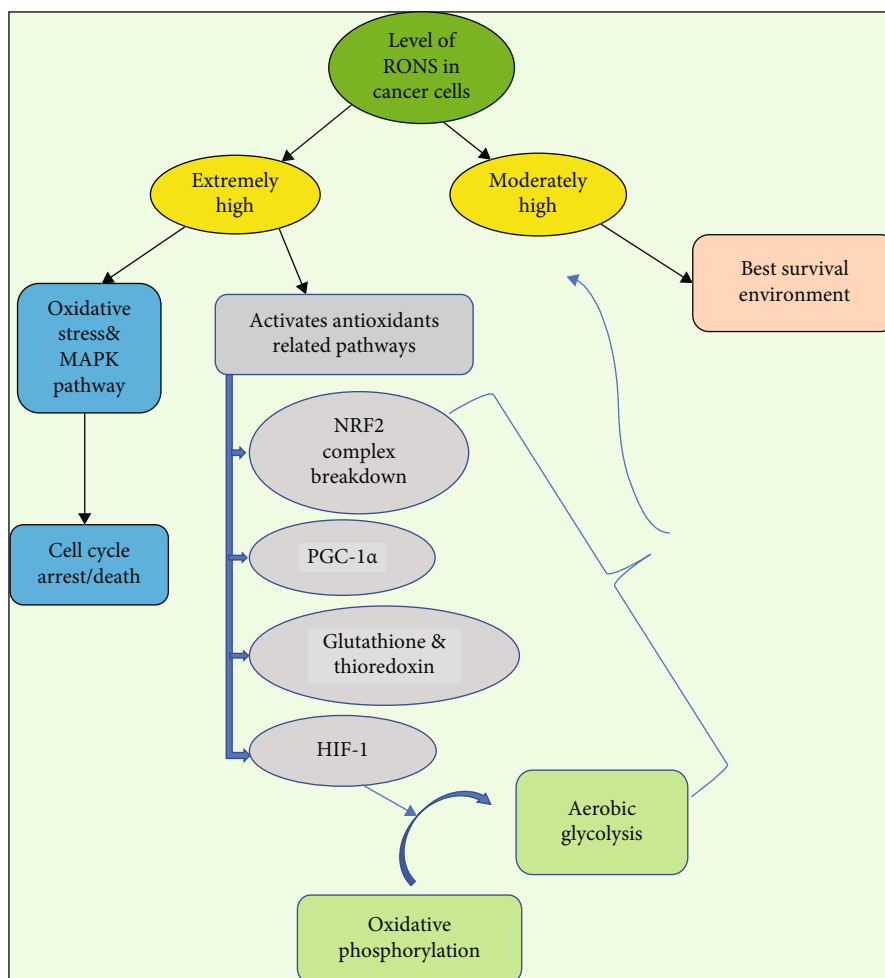 Level of
RONS in
cancer cells
Extremely
high
Moderately
high
Best survival
environment
Oxidative
stress&
MAPK
pathway
Activates antioxidants
related pathways
NRF2
complex
breakdown
Cell cycle
arrest/death
PGC-1α
Glutathione &
thioredoxin
HIF-1
Aerobic
glycolysis
Oxidative
phosphorylation